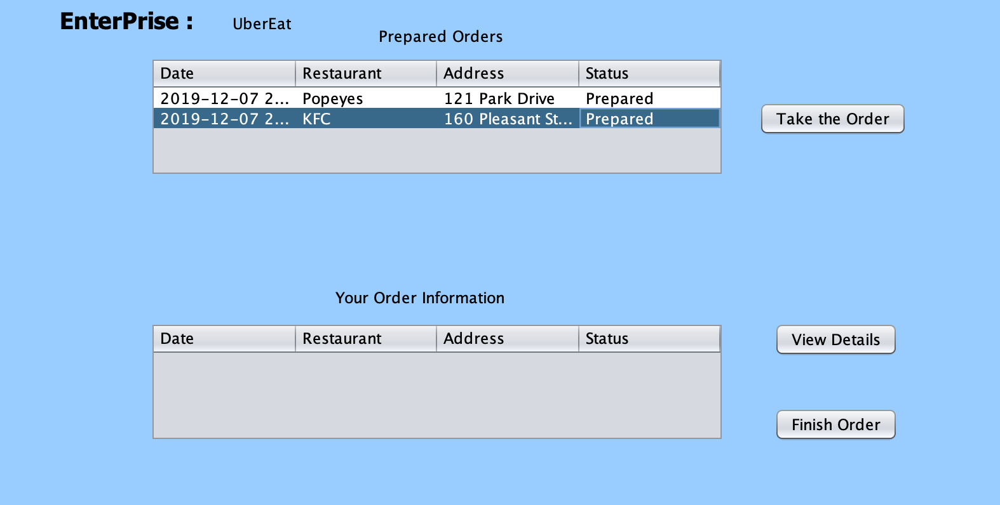 EnterPrise : UberEat
Prepared Orders
Date Restaurant Address Status
2019-12-07 2... Popeyes 121 Park Drive Prepared
2019-12-07 2... KFC 160 Pleasant St... Prepared
Take the Order
Your Order Information
Date Restaurant Address Status
View Details
Finish Order